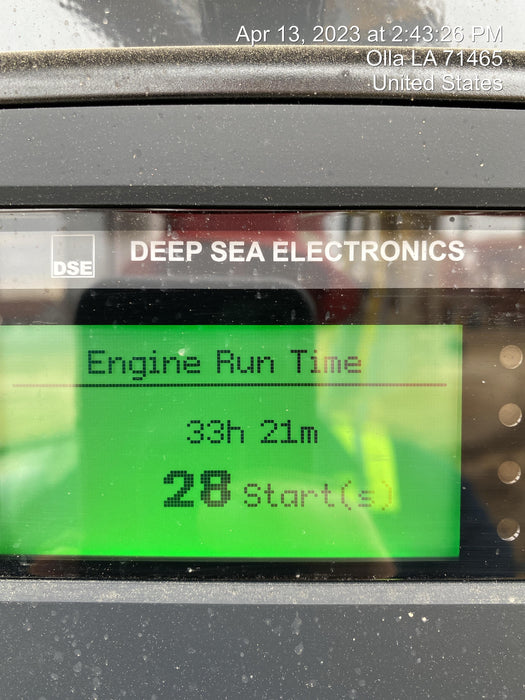 Apr 13, 2023 at 2:43:26 PM
Olla LA 71465
United States
DSE
DEEP SEA ELECTRONICS
Engine Run Time
33h 21m
28 Start(s)